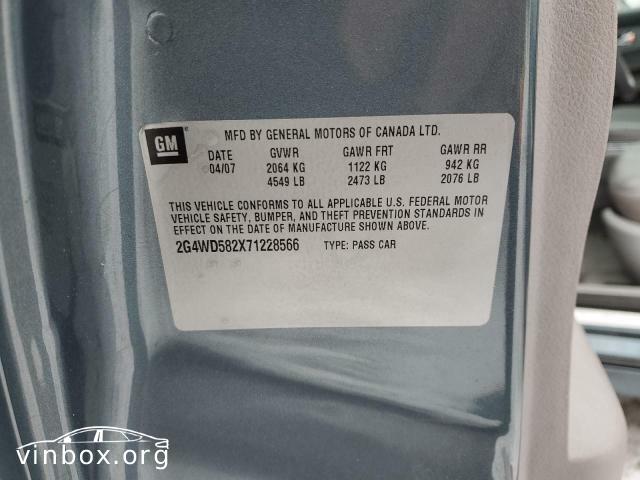 GM
MFD BY GENERAL MOTORS OF CANADA LTD.
DATE GVWR GAWR FRT GAWR RR
04/07 2064 KG 1122 KG 942 KG
4549 LB 2473 LB 2076 LB
THIS VEHICLE CONFORMS TO ALL APPLICABLE U.S. FEDERAL MOTOR
VEHICLE SAFETY, BUMPER, AND THEFT PREVENTION STANDARDS IN
EFFECT ON THE DATE OF MANUFACTURE SHOWN ABOVE.
2G4WD582X71228566 TYPE: PASS CAR
vinbox.org